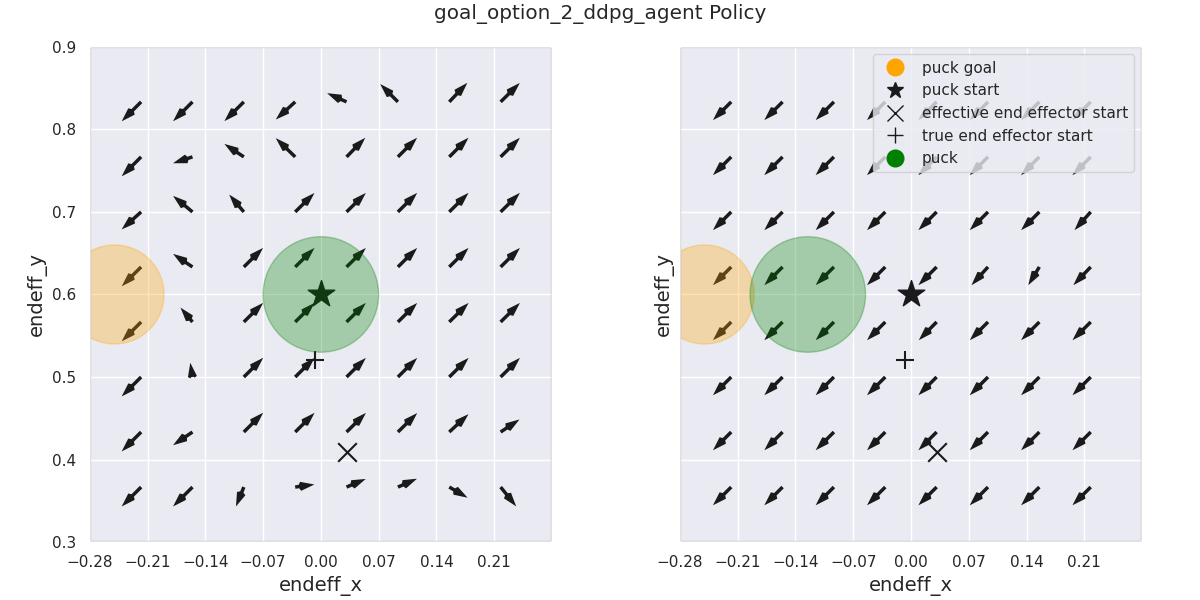 goal_option_2_ddpg_agent Policy
0.9
0.8
0.7
0.6
0.5
0.4
0.3
endeff_y
−0.28 −0.21 −0.14 −0.07 0.00 0.07 0.14 0.21
endeff_x
puck goal
puck start
effective end effector start
true end effector start
puck
endeff_y
−0.28 −0.21 −0.14 −0.07 0.00 0.07 0.14 0.21
endeff_x